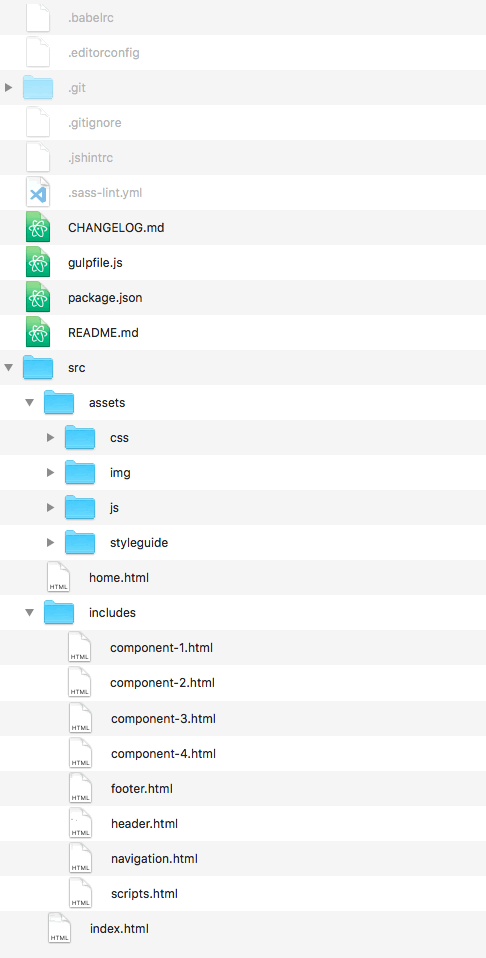 .babelrc
.editorconfig
.git
.gitignore
.jshintrc
.sass-lint.yml
CHANGELOG.md
gulpfile.js
package.json
README.md
src
assets
css
img
js
styleguide
HTML home.html
includes
HTML component-1.html
HTML component-2.html
HTML component-3.html
HTML component-4.html
HTML footer.html
HTML header.html
HTML navigation.html
HTML scripts.html
HTML index.html